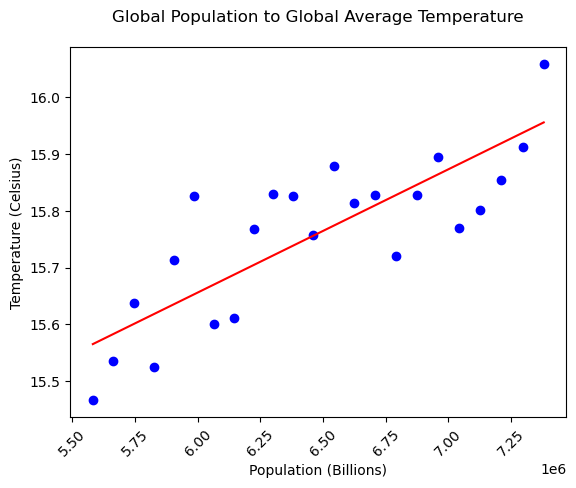 Global Population to Global Average Temperature
16.0
15.9
15.8
15.7
15.6
15.5
Temperature (Celsius)
5.50 5.75 6.00 6.25 6.50 6.75 7.00 7.25
1e6
Population (Billions)